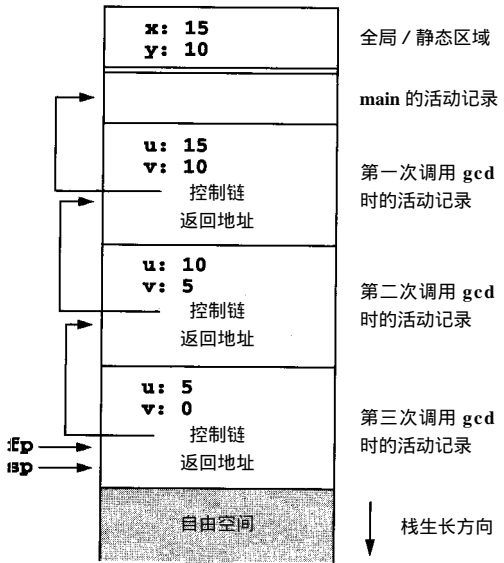 x: 15
y: 10
全局 / 静态区域
main 的活动记录
u: 15
v: 10
控制链
返回地址
第一次调用 gcd
时的活动记录
u: 10
v: 5
控制链
返回地址
第二次调用 gcd
时的活动记录
u: 5
v: 0
控制链
返回地址
第三次调用 gcd
时的活动记录
fp
sp
自由空间
栈生长方向